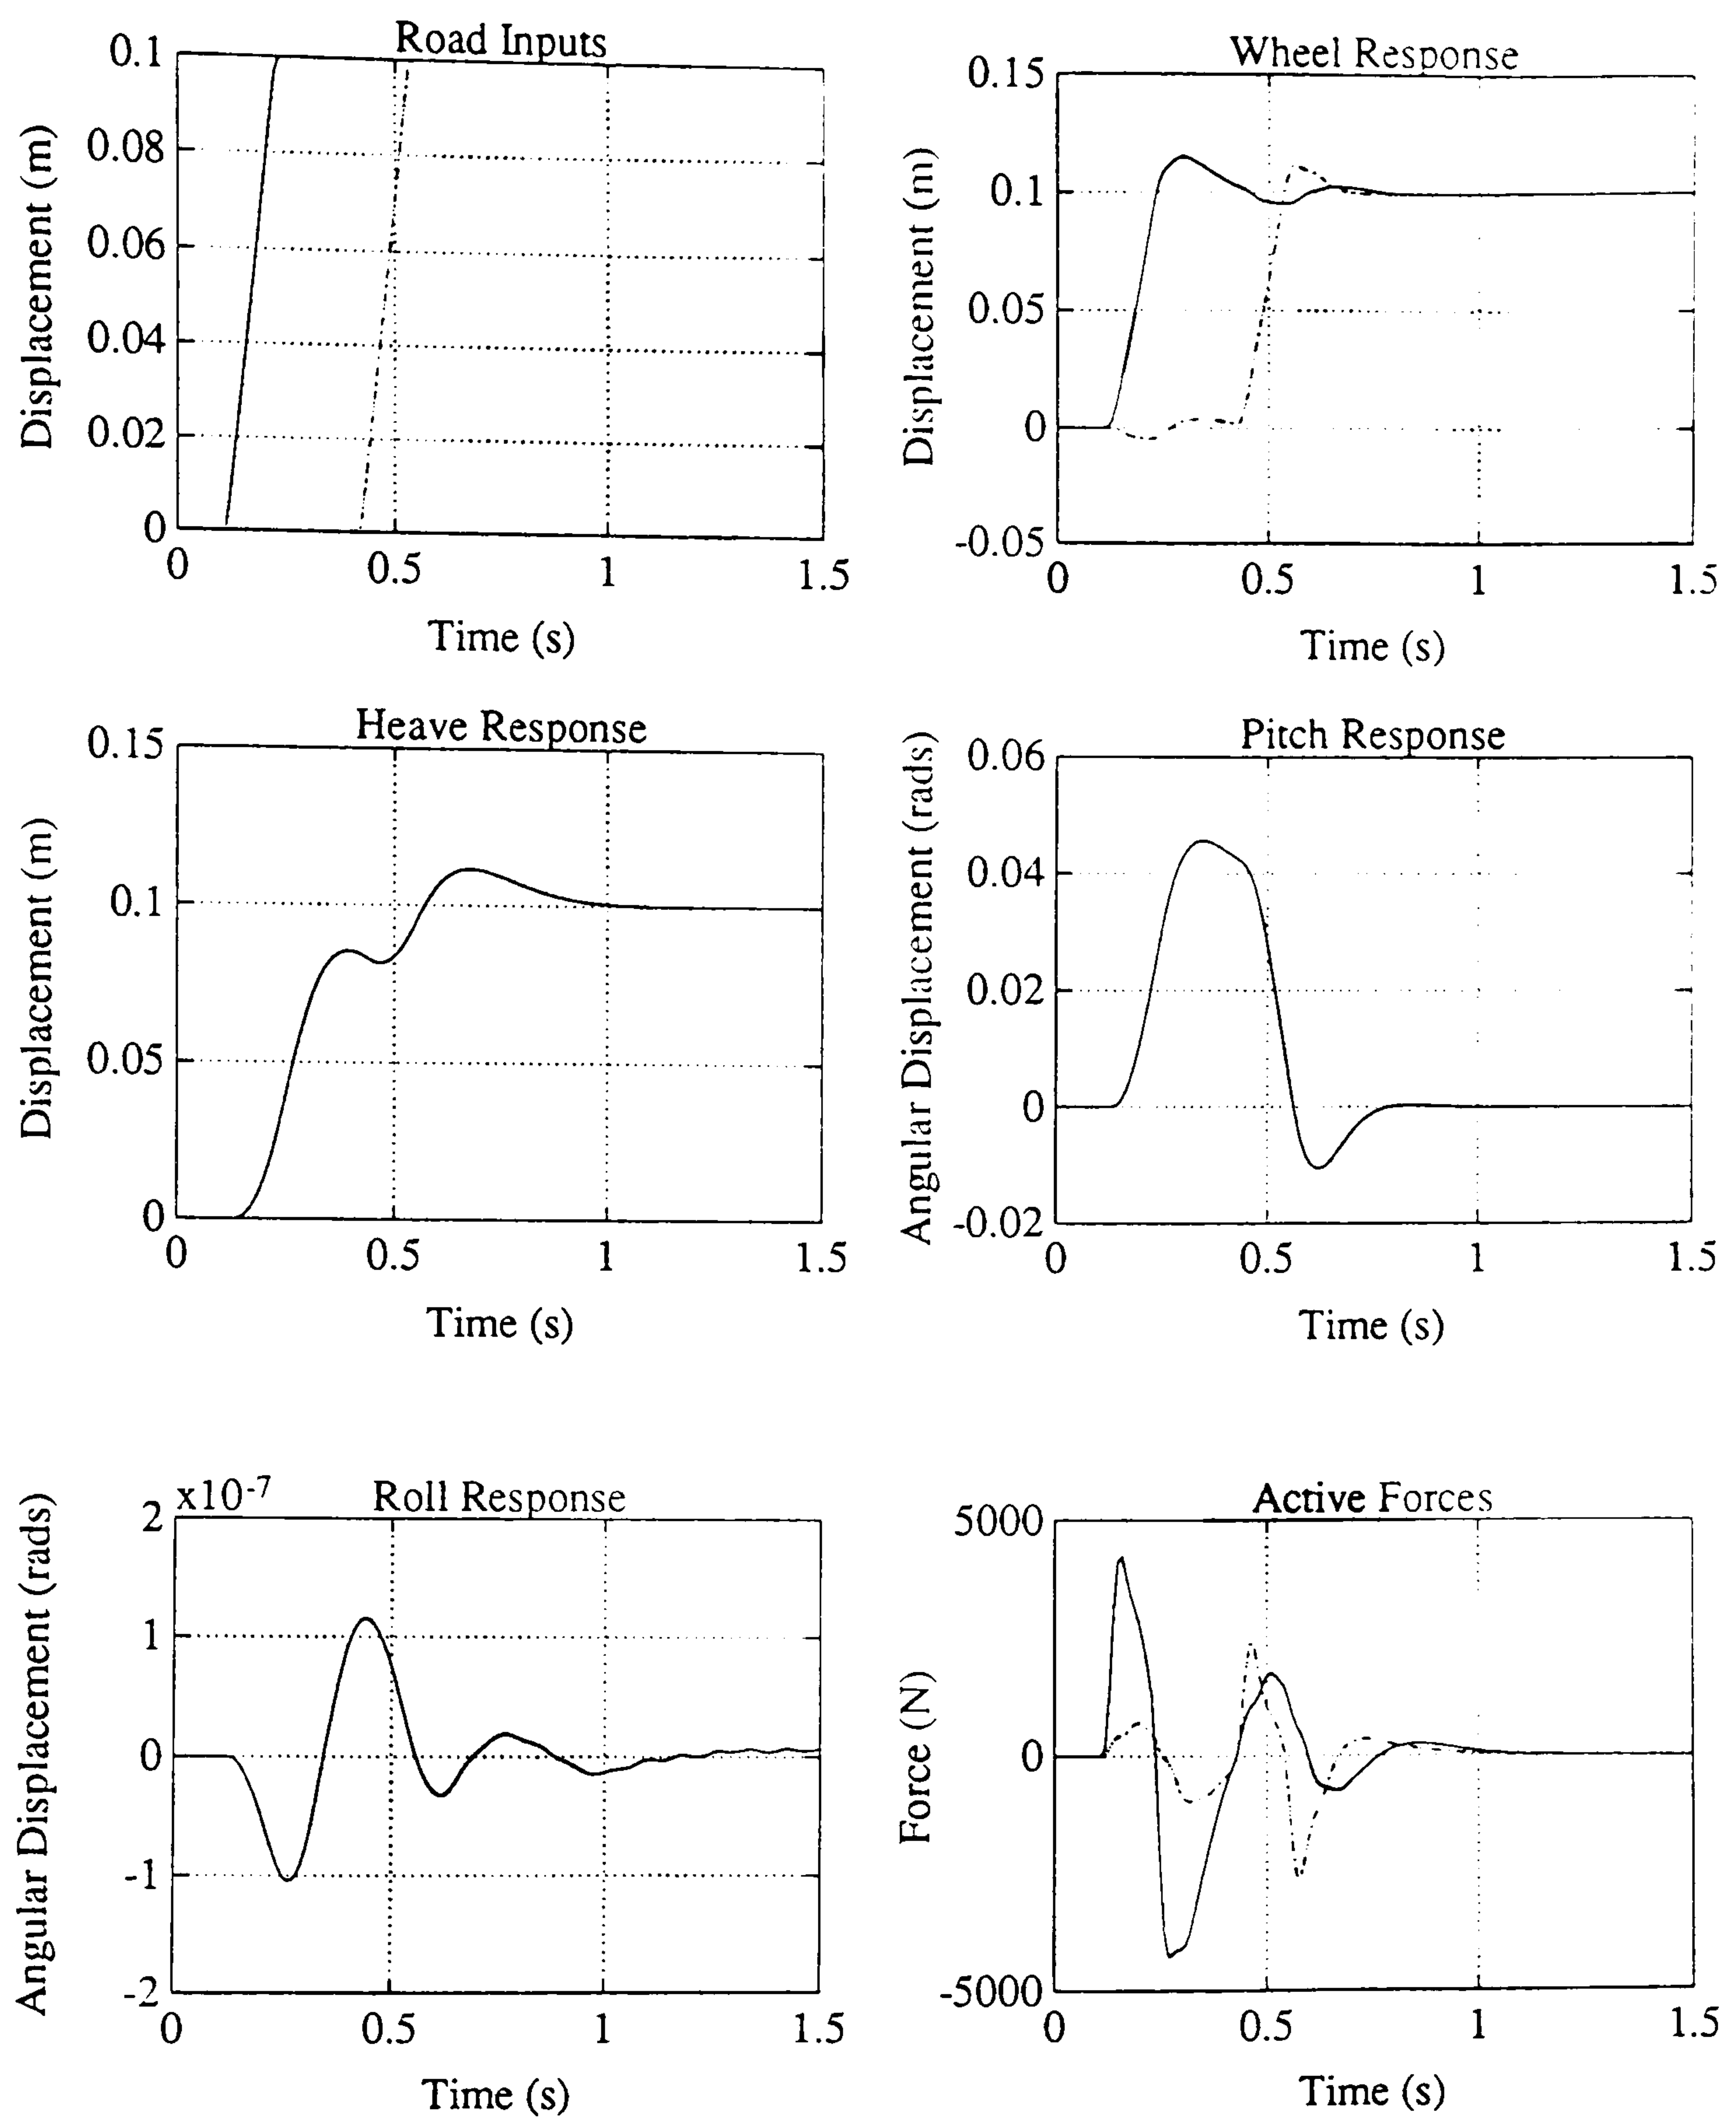 Road Inputs
0.1
0.08
0.06
0.04
0.02
0
Displacement (m)
0
0.5
1
1.5
Time (s)
Wheel Response
0.15
0.1
0.05
0
-0.05
Displacement (m)
0
0.5
1
1.5
Time (s)
Heave Response
0.15
0.1
0.05
0
Displacement (m)
0
0.5
1
1.5
Time (s)
Pitch Response
0.06
0.04
0.02
0
-0.02
Angular Displacement (rads)
0
0.5
1
1.5
Time (s)
x10-7
Roll Response
2
1
0
-1
-2
Angular Displacement (rads)
0
0.5
1
1.5
Time (s)
Active Forces
5000
0
-5000
Force (N)
0
0.5
1
1.5
Time (s)